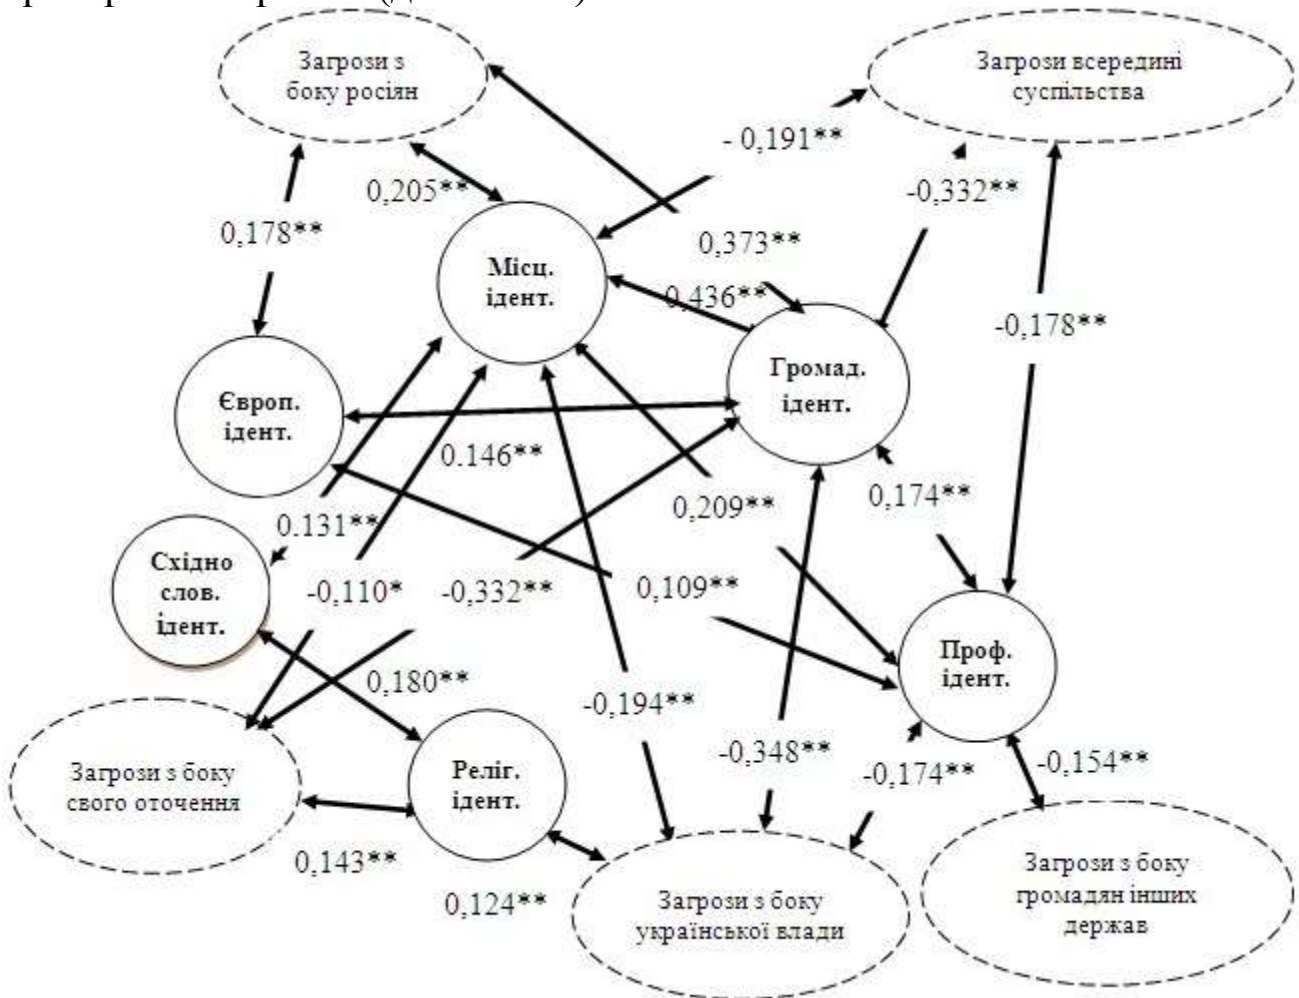 Загрози з
боку росіян
Загрози всередині
суспільства
- 0,191**
0,205**
-0,332**
0,178**
0,373**
Місц.
ідент.
0,436**
-0,178**
Громад.
ідент.
Європ.
ідент.
0.146**
0,174**
0,209**
0.131**
Східно
слов.
ідент.
-0,110*
-0,332**
0,109**
Проф.
ідент.
0,180**
-0,194**
-0,348**
-0,174**
-0,154**
Загрози з боку
свого оточення
Реліг.
ідент.
0,143**
0,124**
Загрози з боку
української влади
Загрози з боку
громадян інших
держав